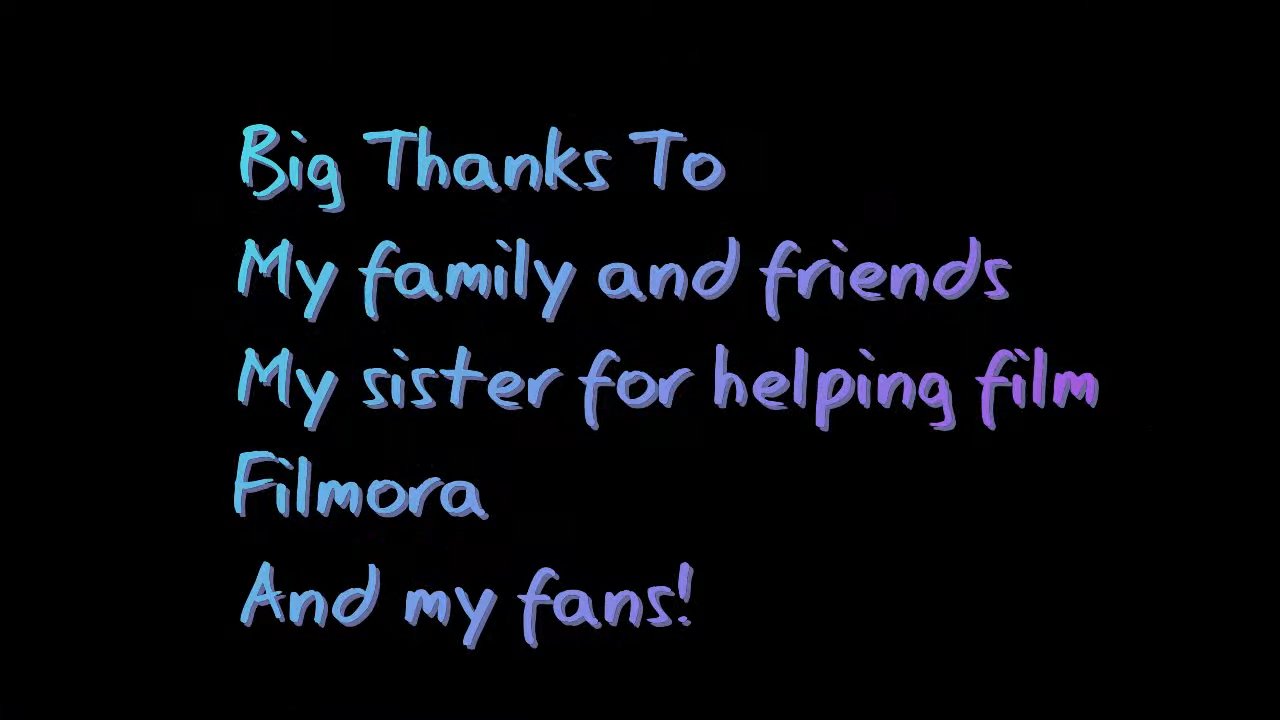 Big Thanks To
My family and friends
My sister for helping film
Filmora
And my fans!